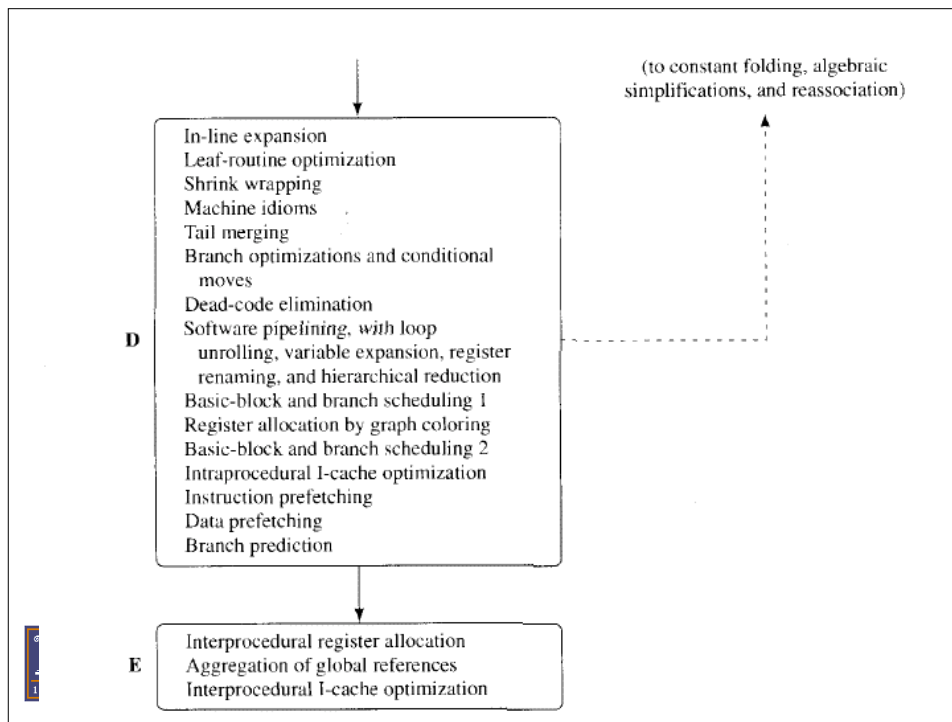 (to constant folding, algebraic
simplifications, and reassociation)
In-line expansion
Leaf-routine optimization
Shrink wrapping
Machine idioms
Tail merging
Branch optimizations and conditional
moves
Dead-code elimination
D
Software pipelining, with loop
unrolling, variable expansion, register
renaming, and hierarchical reduction
Basic-block and branch scheduling 1
Register allocation by graph coloring
Basic-block and branch scheduling 2
Intraprocedural I-cache optimization
Instruction prefetching
Data prefetching
Branch prediction
Interprocedural register allocation
E
Aggregation of global references
Interprocedural I-cache optimization
1